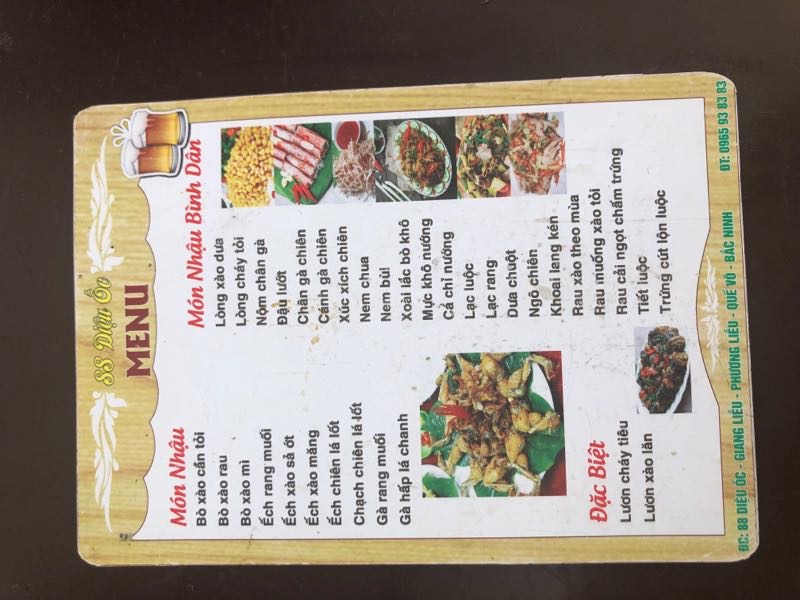 88 Diệu Ốc
MENU
Món Nhậu
Bò xào cần tỏi
Bò xào rau
Bò xào mì
Ếch rang muối
Ếch xào sả ớt
Ếch xào măng
Ếch chiên lá lốt
Chạch chiên lá lốt
Gà rang muối
Gà hấp lá chanh
Đặc Biệt
Lươn cháy tiêu
Lươn xào lăn
Món Nhậu Bình Dân
Lòng xào dưa
Lòng cháy tỏi
Nộm chân gà
Đậu lướt
Chân gà chiên
Cánh gà chiên
Xúc xích chiên
Nem chua
Nem bùi
Xoài lắc bò khô
Mực khô nướng
Cá chỉ nướng
Lạc luộc
Lạc rang
Dưa chuột
Ngô chiên
Khoai lang kén
Rau xào theo mùa
Rau muống xào tỏi
Rau cải ngọt chấm trứng
Tiết luộc
Trứng cút lộn luộc
ĐC: 88 DIỆU ỐC - GIANG LIỄU - PHƯƠNG LIỄU - QUẾ VÕ - BẮC NINH
ĐT: 0965 93 83 83